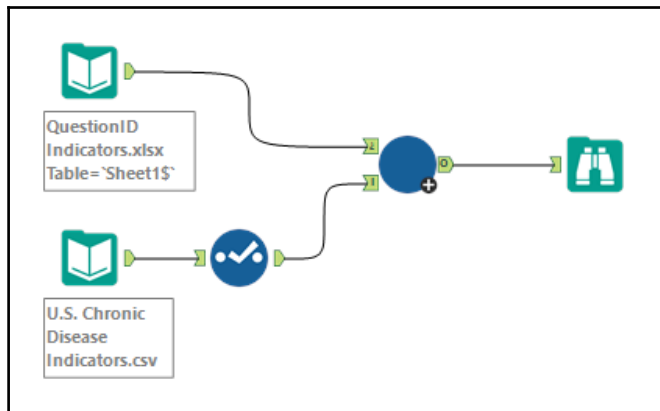 QuestionID
Indicators.xlsx
Table=`Sheet1$`
I
O
U.S. Chronic
Disease
Indicators.csv